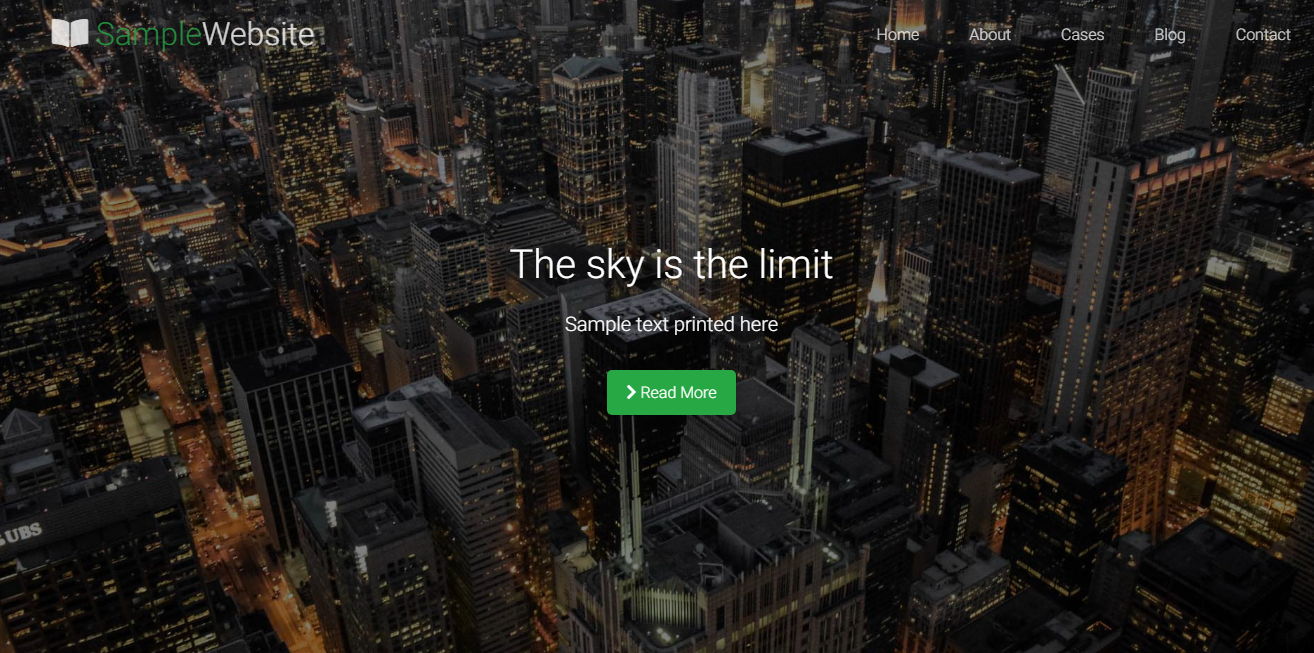 SampleWebsite
Home About Cases Blog Contact
The sky is the limit
Sample text printed here
Read More
UBS